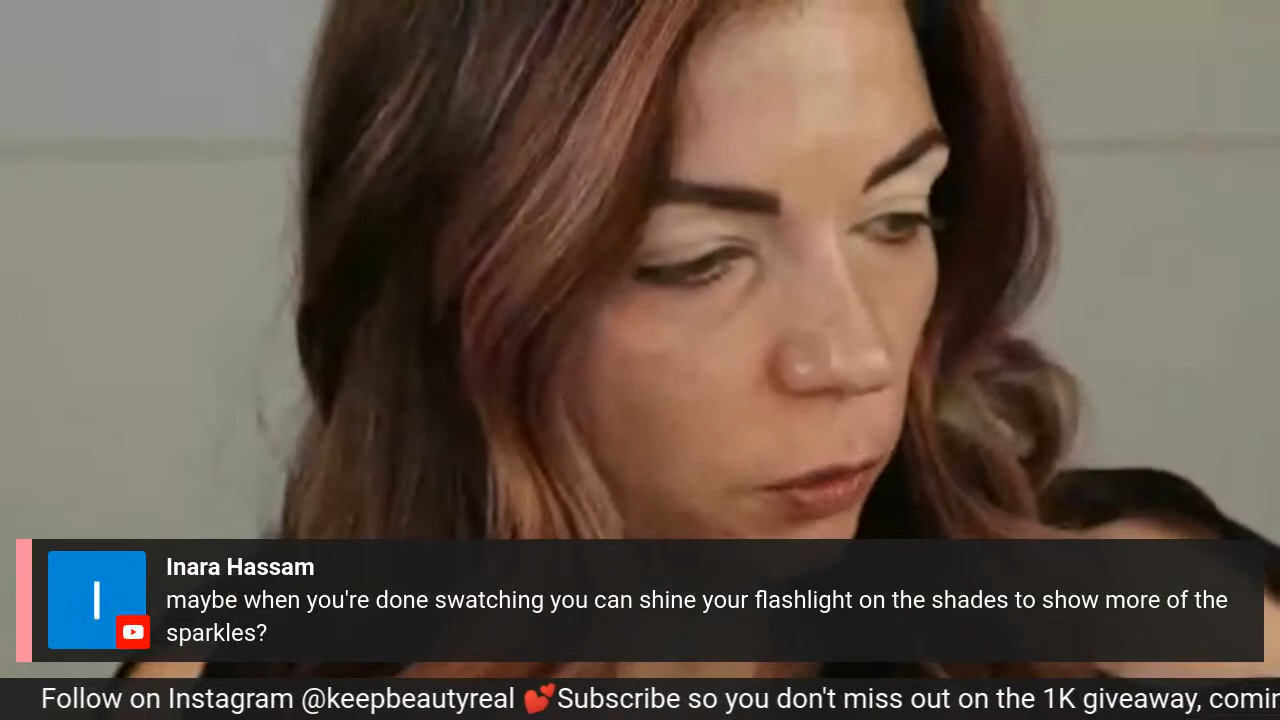 I
Inara Hassam
maybe when you're done swatching you can shine your flashlight on the shades to show more of the
sparkles?
Follow on Instagram @keepbeautyreal 💕Subscribe so you don't miss out on the 1K giveaway,